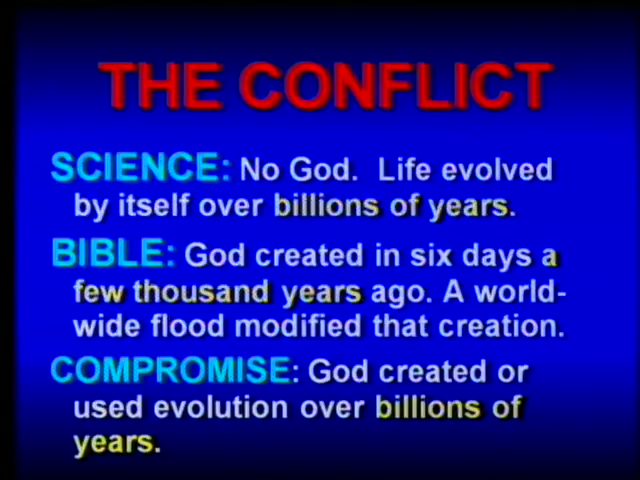 THE CONFLICT
SCIENCE: No God. Life evolved
by itself over billions of years.
BIBLE: God created in six days a
few thousand years ago. A world-
wide flood modified that creation.
COMPROMISE: God created or
used evolution over billions of
years.